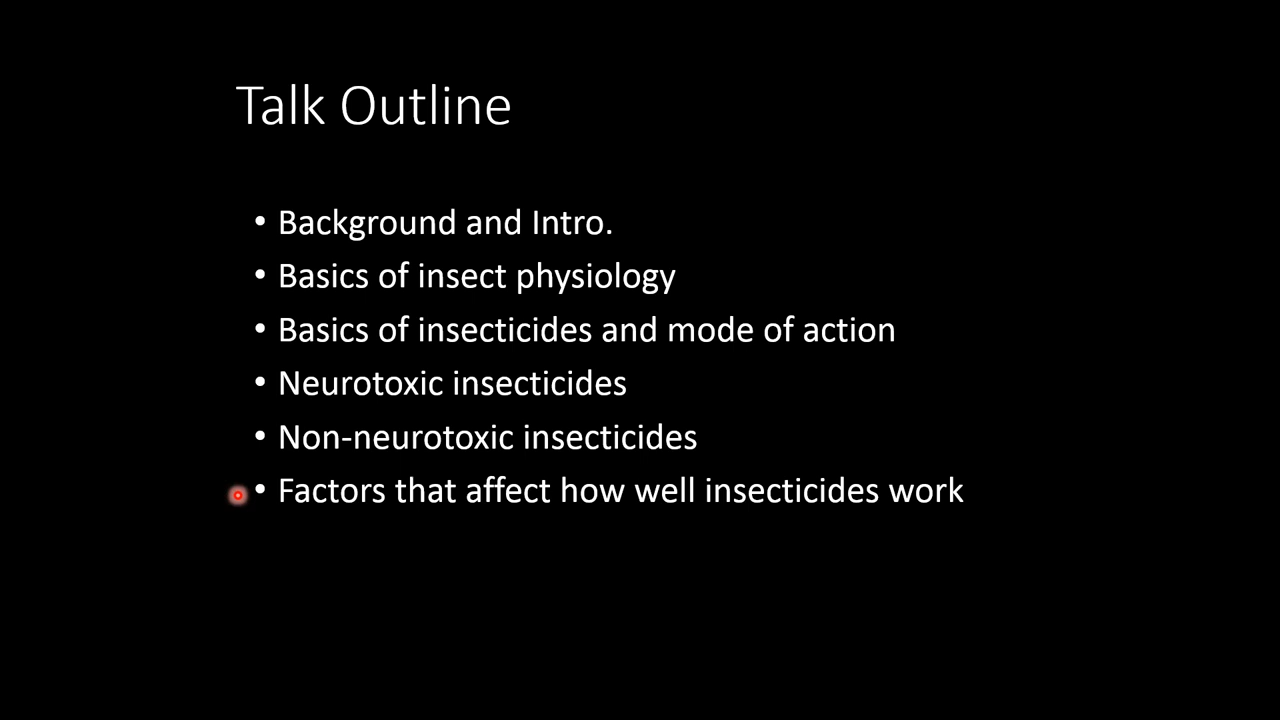 Talk Outline
• Background and Intro.
• Basics of insect physiology
• Basics of insecticides and mode of action
• Neurotoxic insecticides
• Non-neurotoxic insecticides
• Factors that affect how well insecticides work